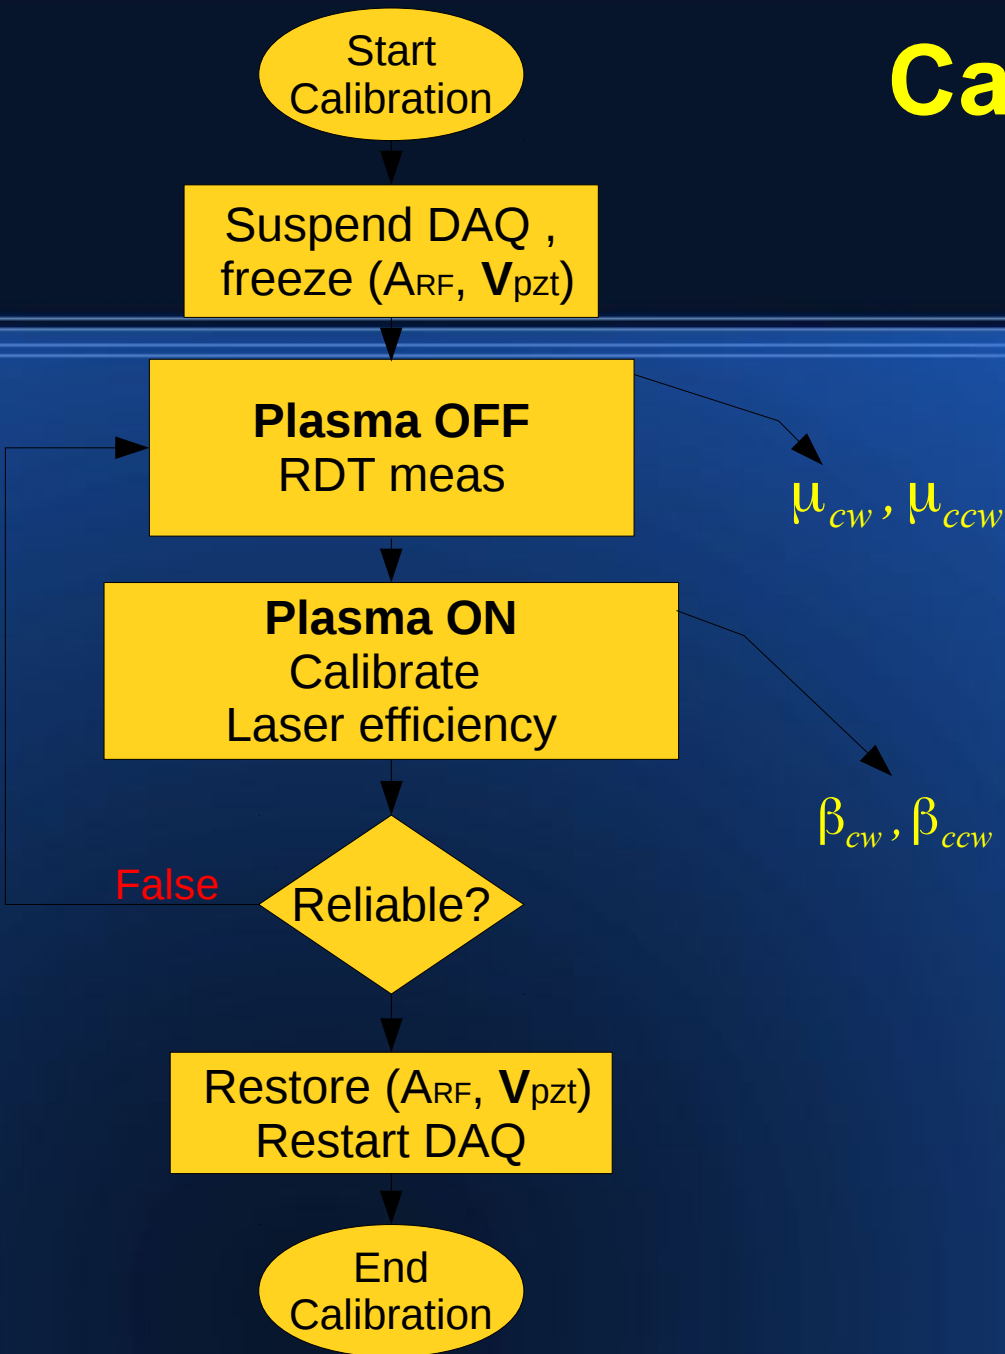 Start
Calibration
Suspend DAQ ,
freeze (ARF, Vpzt)
Plasma OFF
RDT meas
μcw , μccw
Plasma ON
Calibrate
Laser efficiency
βcw , βccw
False
Reliable?
Restore (ARF, Vpzt)
Restart DAQ
End
Calibration